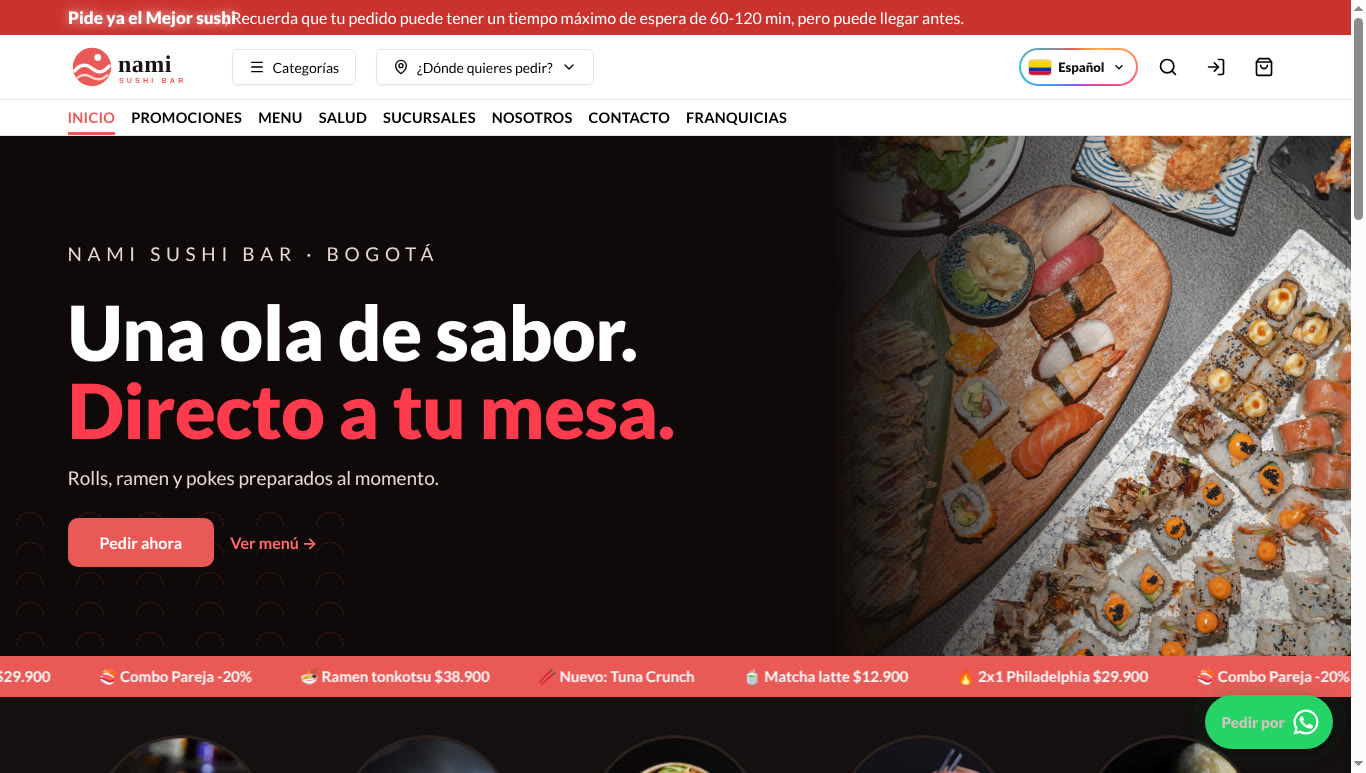 Pide ya el Mejor sushi
Recuerda que tu pedido puede tener un tiempo máximo de espera de 60-120 min, pero puede llegar antes.
nami
SUSHI BAR
Categorías
¿Dónde quieres pedir?
Español
INICIO PROMOCIONES MENU SALUD SUCURSALES NOSOTROS CONTACTO FRANQUICIAS
NAMI SUSHI BAR · BOGOTÁ
Una ola de sabor.
Directo a tu mesa.
Rolls, ramen y pokes preparados al momento.
Pedir ahora
Ver menú →
$29.900 🍣 Combo Pareja -20% 🍜 Ramen tonkotsu $38.900 🥢 Nuevo: Tuna Crunch 🍵 Matcha latte $12.900 🔥 2x1 Philadelphia $29.900 🍣 Combo Pareja -20%
Pedir por